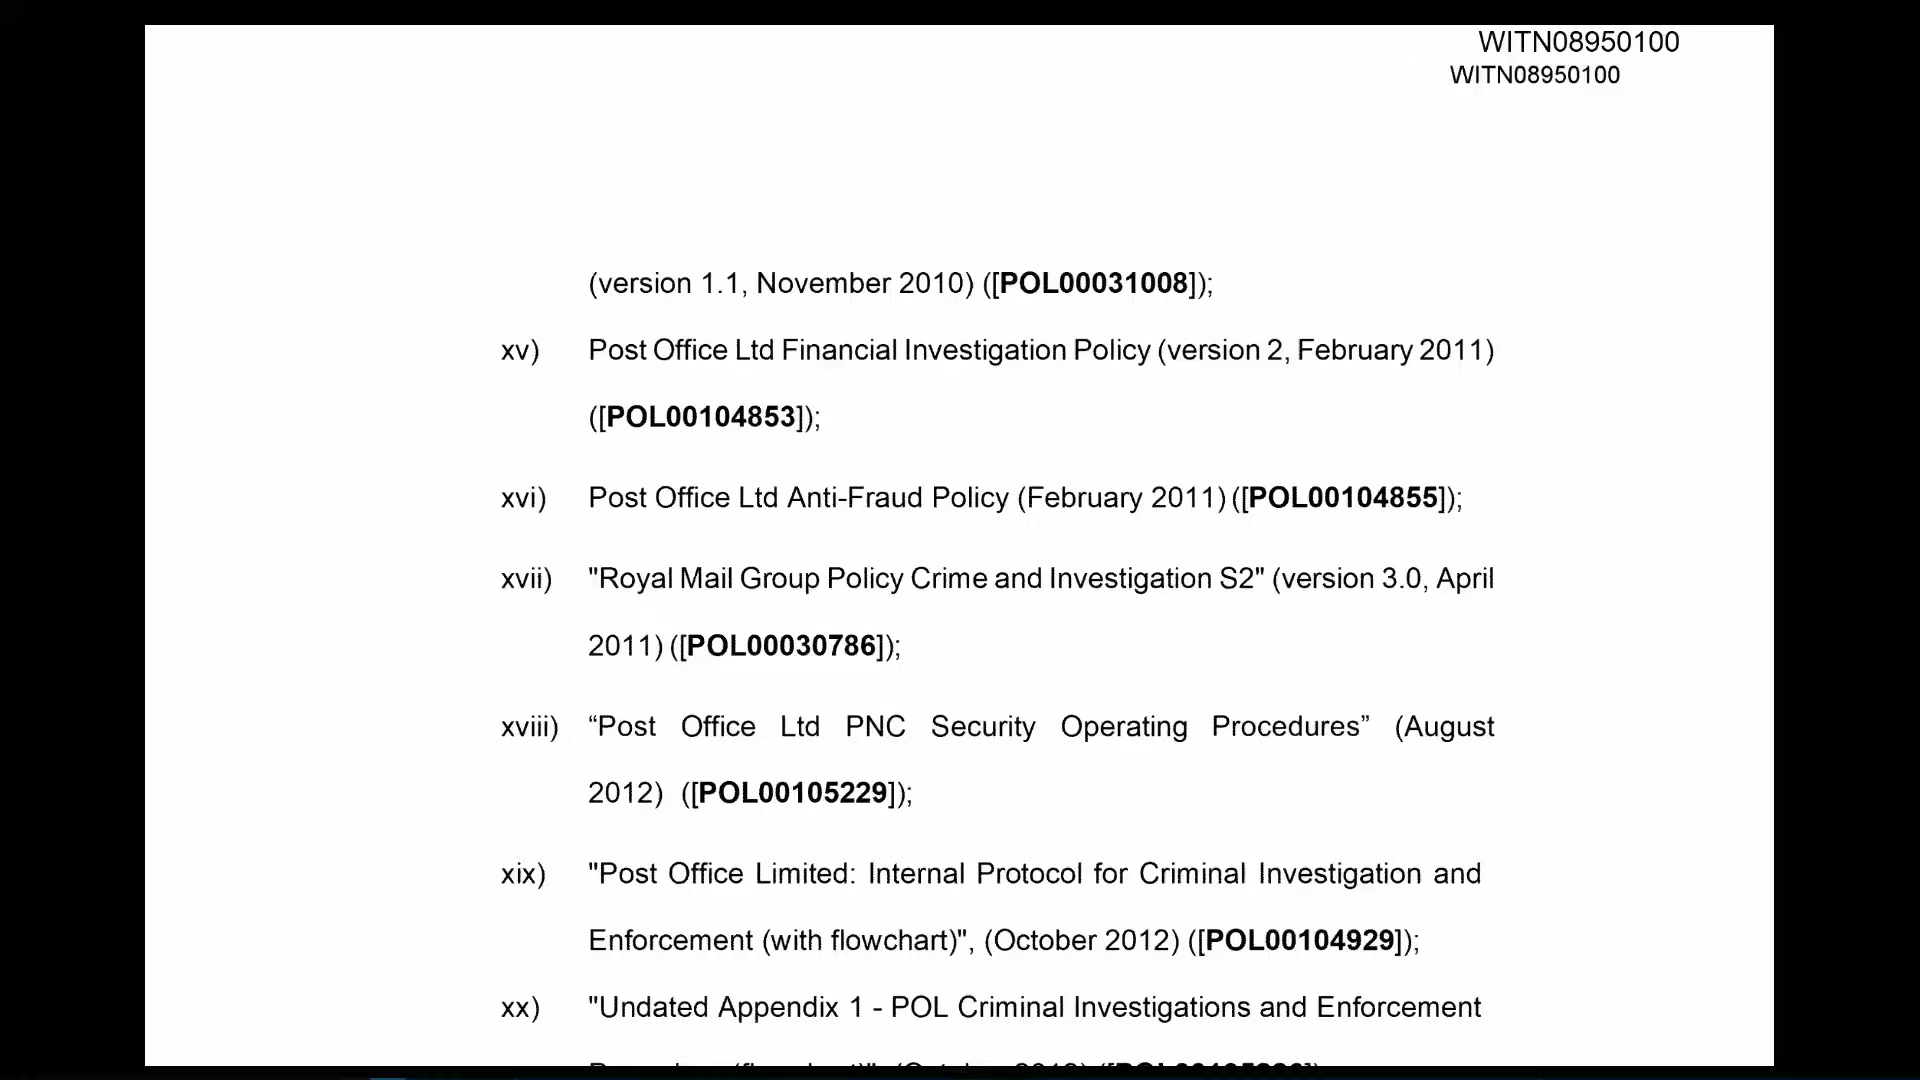 WITN08950100
WITN08950100
(version 1.1, November 2010) ([POL00031008]);
xv) Post Office Ltd Financial Investigation Policy (version 2, February 2011)
([POL00104853]);
xvi) Post Office Ltd Anti-Fraud Policy (February 2011) ([POL00104855]);
xvii) "Royal Mail Group Policy Crime and Investigation S2" (version 3.0, April
2011) ([POL00030786]);
xviii) “Post Office Ltd PNC Security Operating Procedures” (August
2012) ([POL00105229]);
xix) "Post Office Limited: Internal Protocol for Criminal Investigation and
Enforcement (with flowchart)", (October 2012) ([POL00104929]);
xx) "Undated Appendix 1 - POL Criminal Investigations and Enforcement